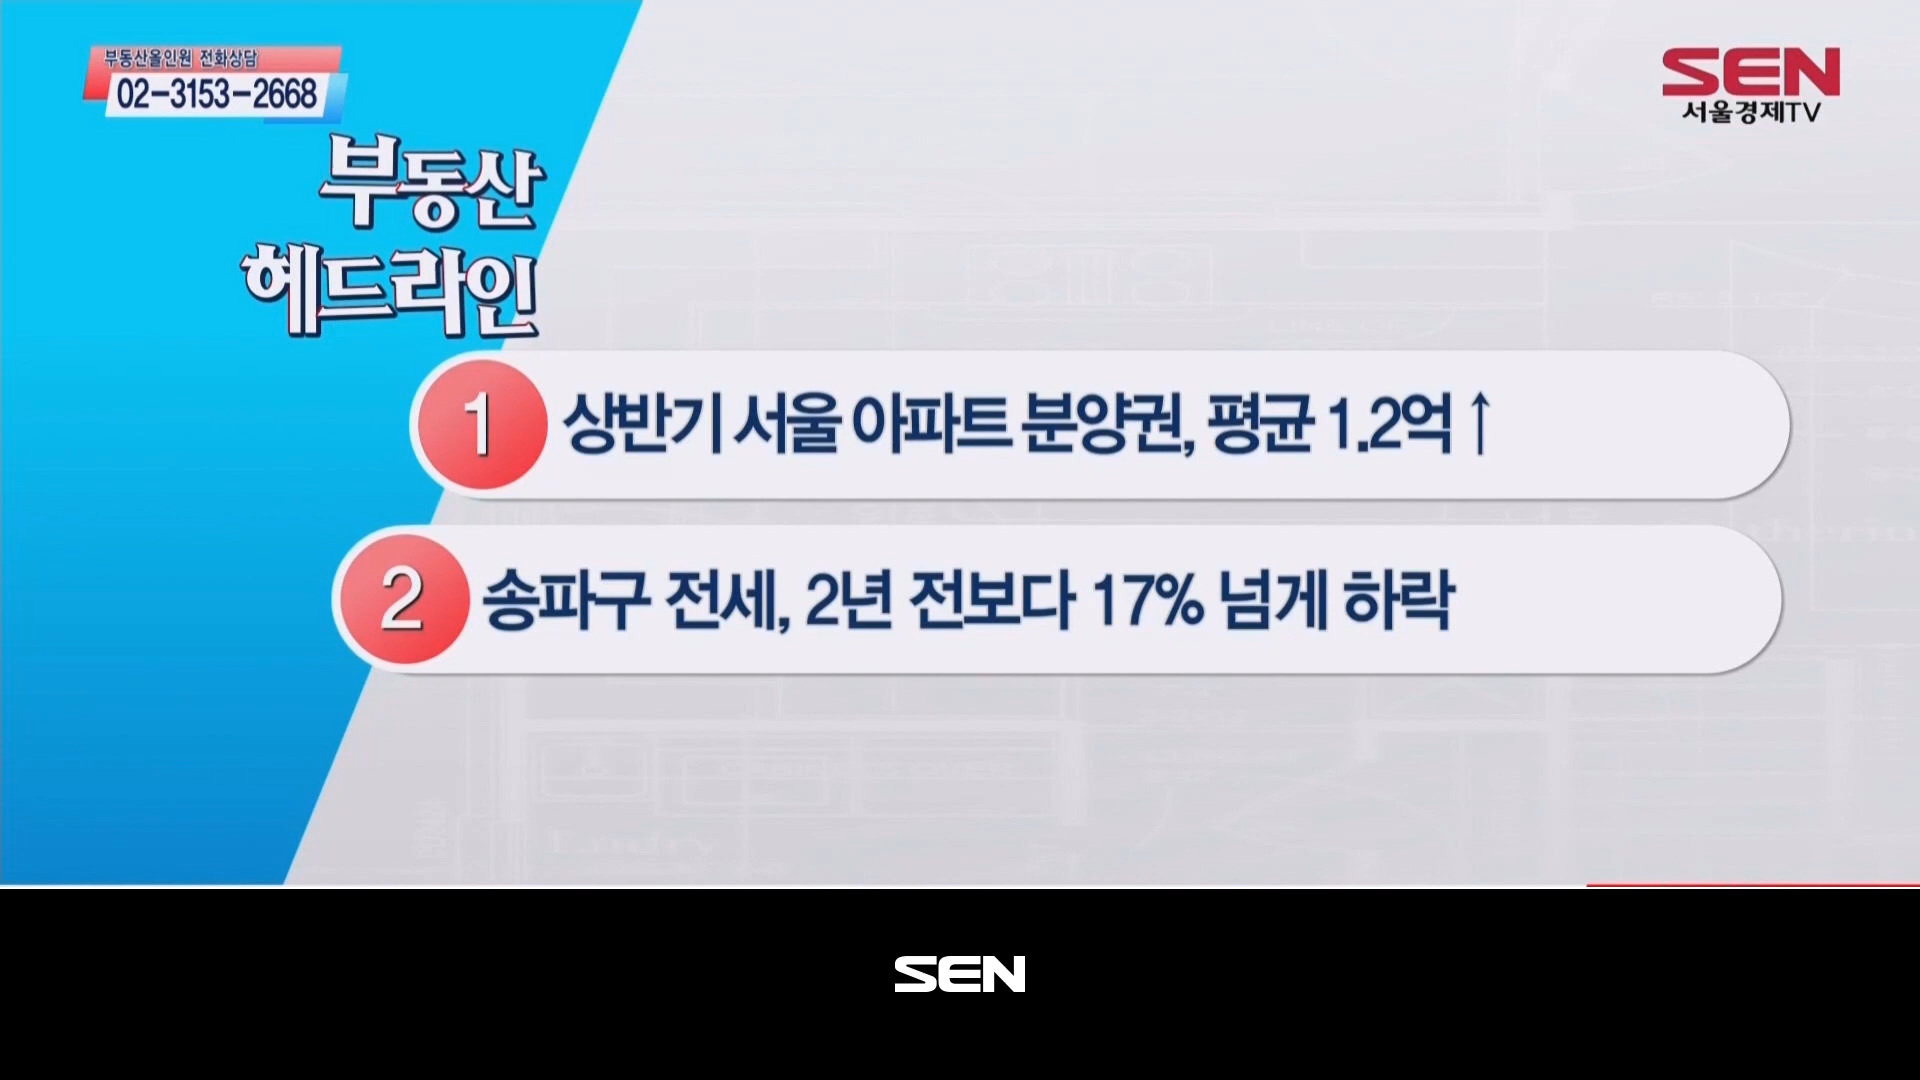 부동산올인원 전화상담
02-3153-2668
SEN
서울경제TV
부동산
헤드라인
1 상반기 서울 아파트 분양권, 평균 1.2억↑
2 송파구 전세, 2년 전보다 17% 넘게 하락
SEN